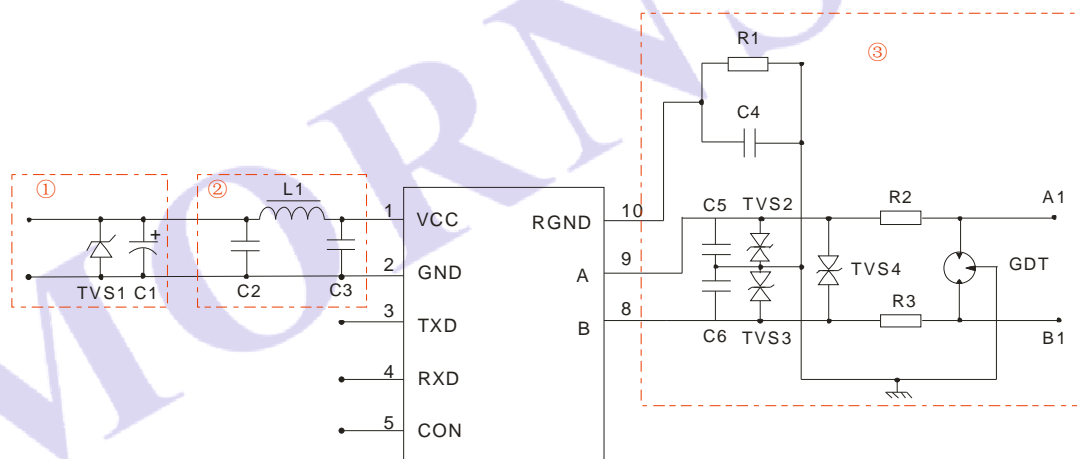 MORNS
R1
③
C4
①
②
L1
1
VCC
RGND
10
C5
TVS2
R2
A1
2
GND
A
9
TVS4
GDT
TVS1
C1
+
C2
C3
3
TXD
B
8
C6
TVS3
R3
B1
4
RXD
5
CON